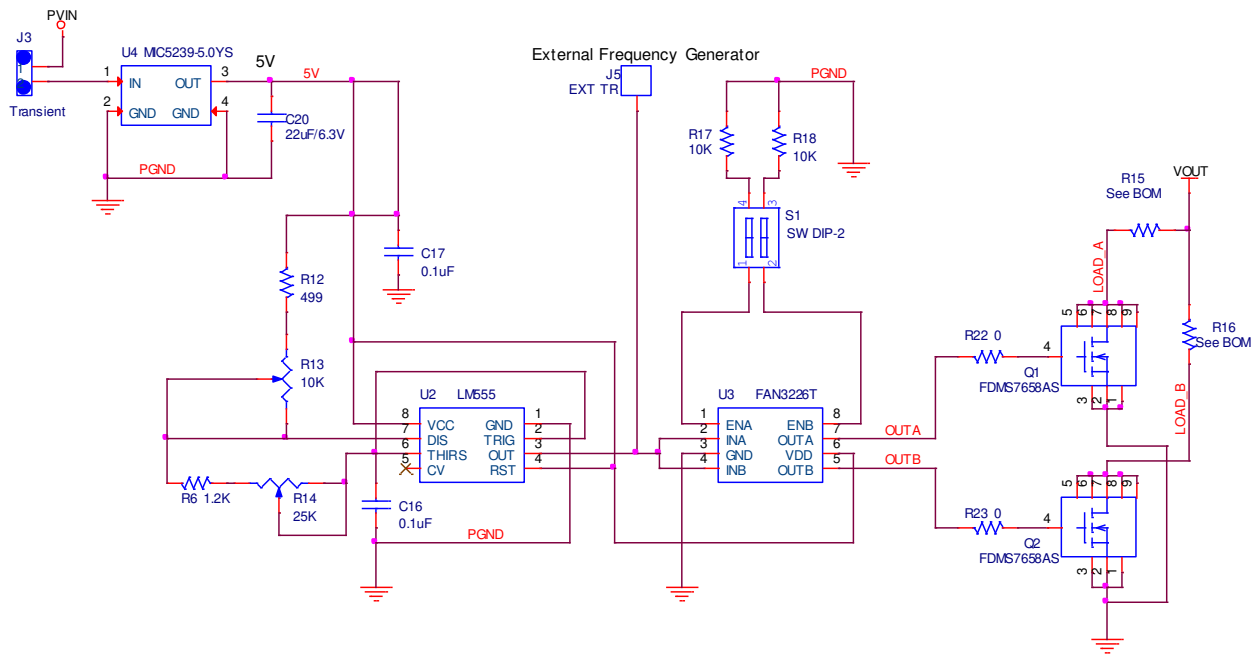 PVIN
J3
1
2
Transient
U4 MIC5239-5.0YS
1
IN
OUT
3
2
GND
GND
4
5V
5V
C20
22uF/6.3V
PGND
External Frequency Generator
J5
EXT TR
PGND
R17
10K
R18
10K
4
3
S1
SW DIP-2
1
2
C17
0.1uF
R12
499
R13
10K
R6 1.2K
R14
25K
U2
LM555
8
VCC
GND
1
7
DIS
TRIG
2
6
THIRS
OUT
3
5
CV
RST
4
C16
0.1uF
PGND
U3
FAN3226T
1
ENA
ENB
8
2
INA
OUTA
7
3
GND
VDD
6
4
INB
OUTB
5
OUTA
OUTB
R22 0
R23 0
VOUT
R15
See BOM
LOAD_A
5
6
7
8
9
4
Q1
FDMS7658AS
3
2
1
R16
See BOM
LOAD_B
5
6
7
8
9
4
Q2
FDMS7658AS
3
2
1